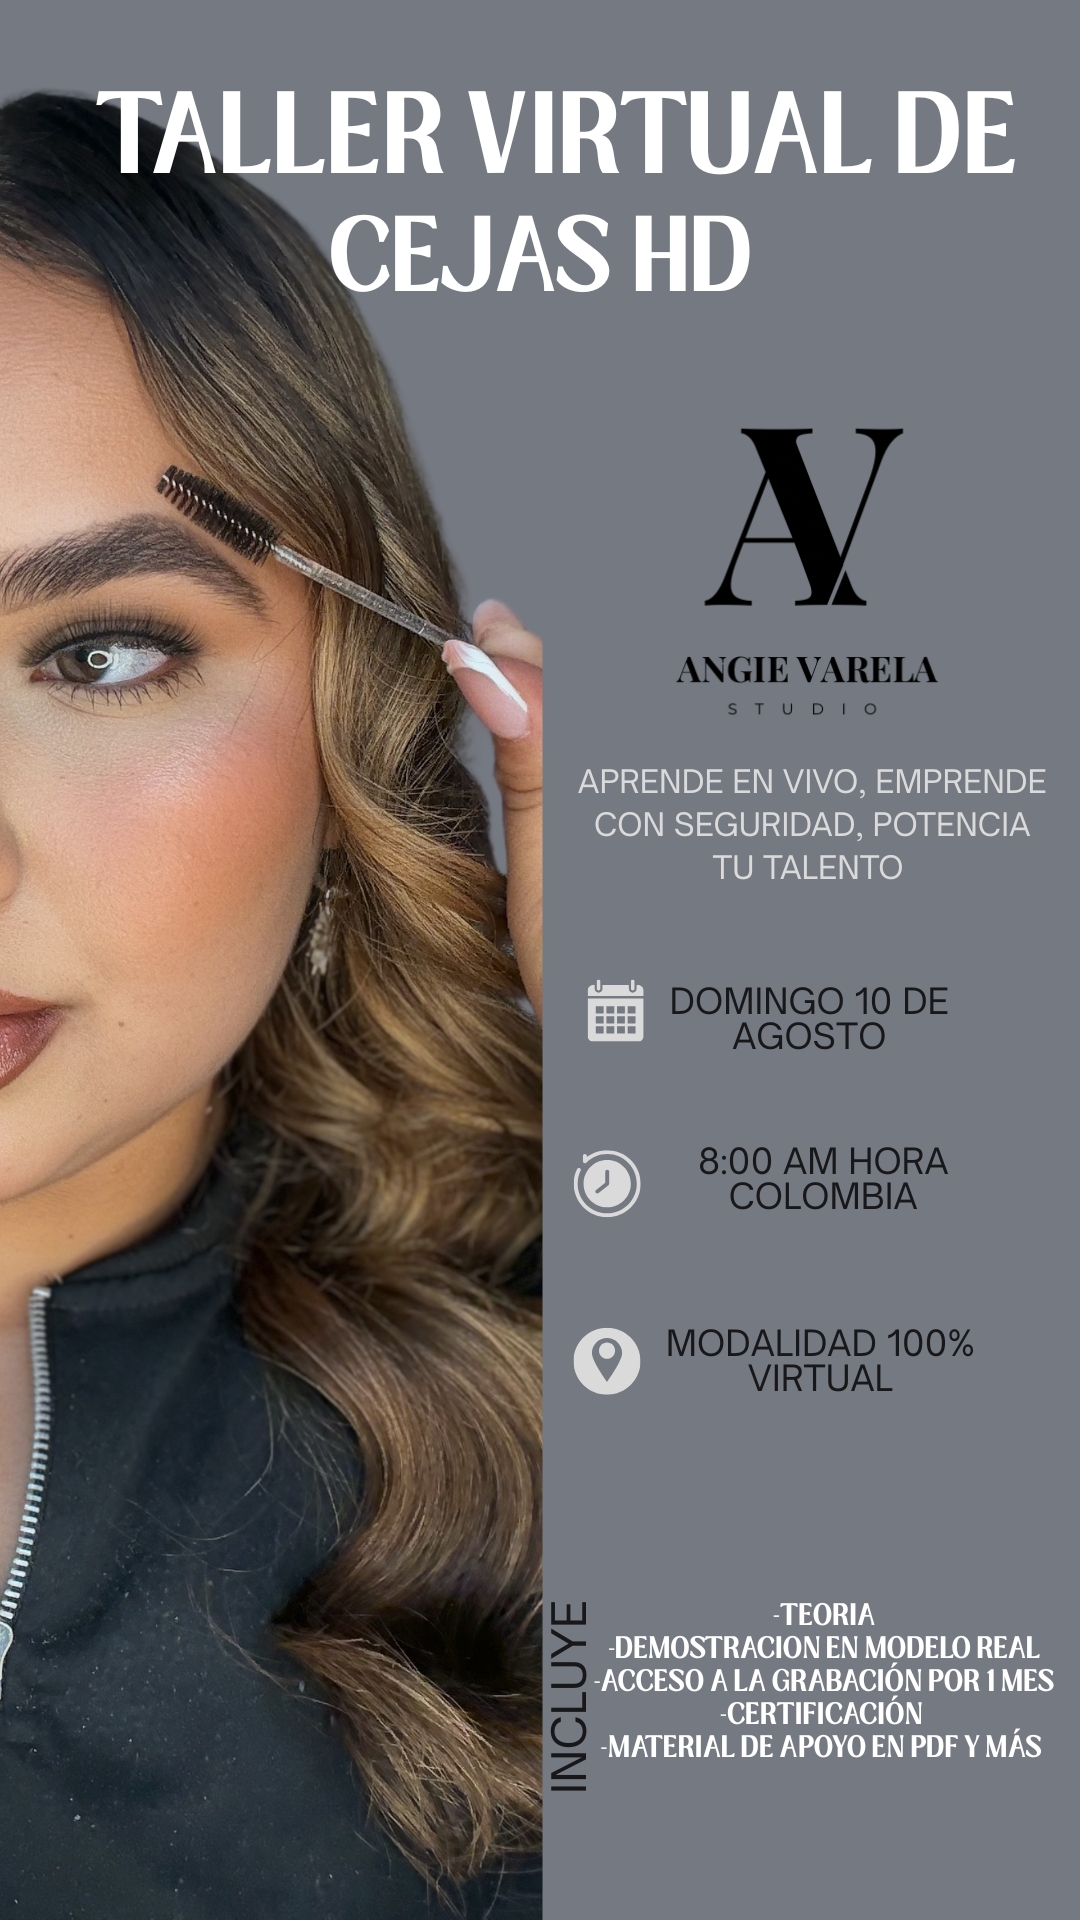 TALLER VIRTUAL DE
CEJAS HD
AV
ANGIE VARELA
STUDIO
APRENDE EN VIVO, EMPRENDE
CON SEGURIDAD, POTENCIA
TU TALENTO
DOMINGO 10 DE
AGOSTO
8:00 AM HORA
COLOMBIA
MODALIDAD 100%
VIRTUAL
INCLUYE
-TEORIA
-DEMOSTRACION EN MODELO REAL
-ACCESO A LA GRABACIÓN POR 1 MES
-CERTIFICACIÓN
-MATERIAL DE APOYO EN PDF Y MÁS